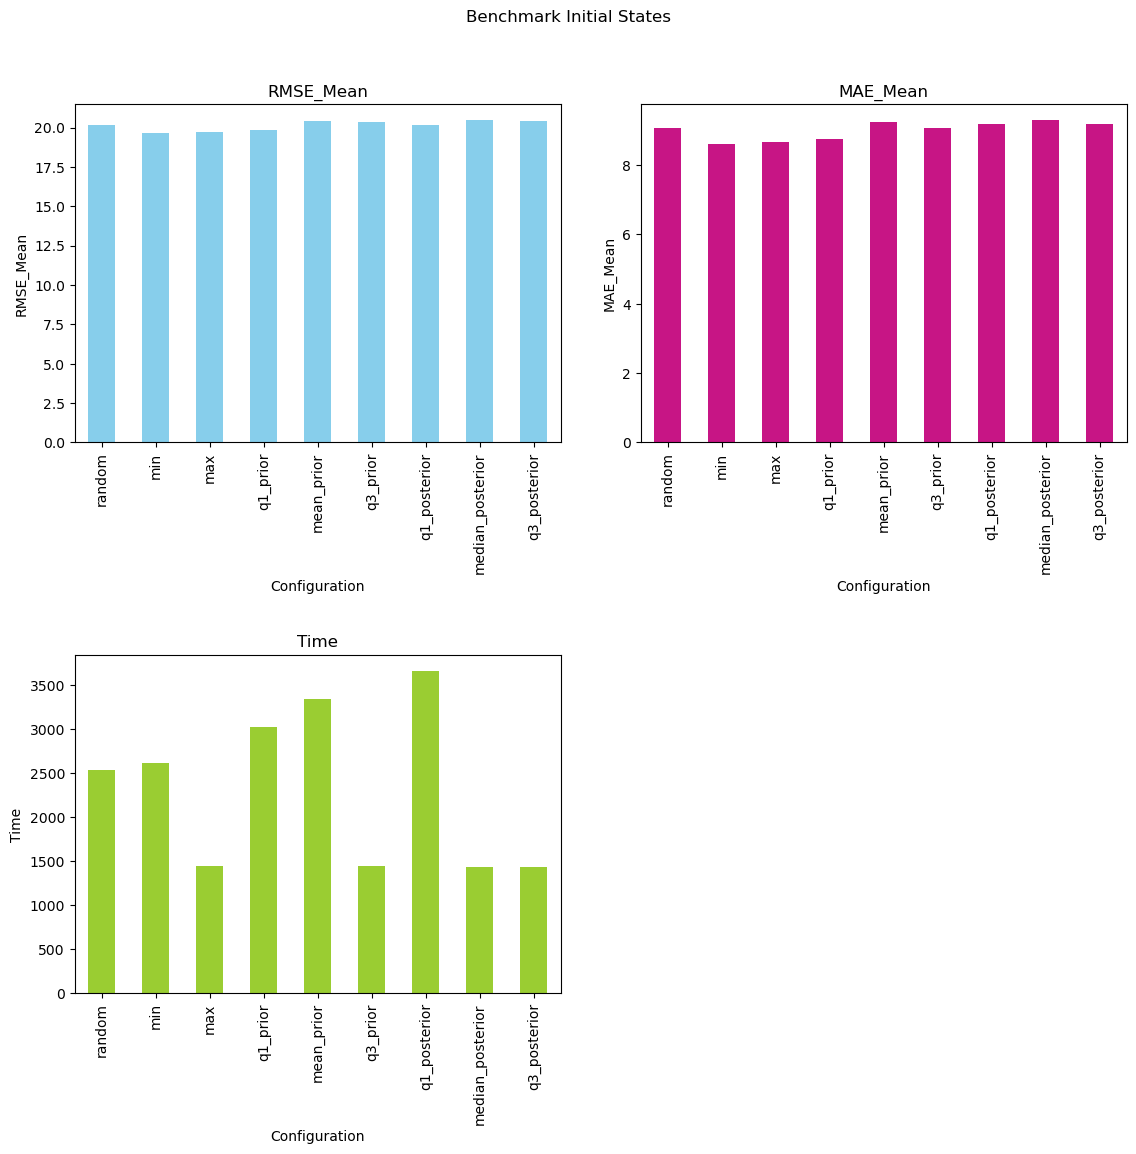 Benchmark Initial States
RMSE_Mean
RMSE_Mean
20.0
17.5
15.0
12.5
10.0
7.5
5.0
2.5
0.0
random
min
max
q1_prior
mean_prior
q3_prior
q1_posterior
median_posterior
q3_posterior
Configuration
MAE_Mean
MAE_Mean
8
6
4
2
0
random
min
max
q1_prior
mean_prior
q3_prior
q1_posterior
median_posterior
q3_posterior
Configuration
Time
Time
3500
3000
2500
2000
1500
1000
500
0
random
min
max
q1_prior
mean_prior
q3_prior
q1_posterior
median_posterior
q3_posterior
Configuration